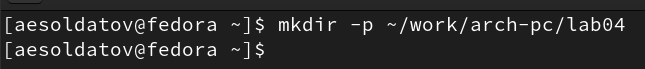 [aesoldatov@fedora ~]$ mkdir -p ~/work/arch-pc/lab04
[aesoldatov@fedora ~]$